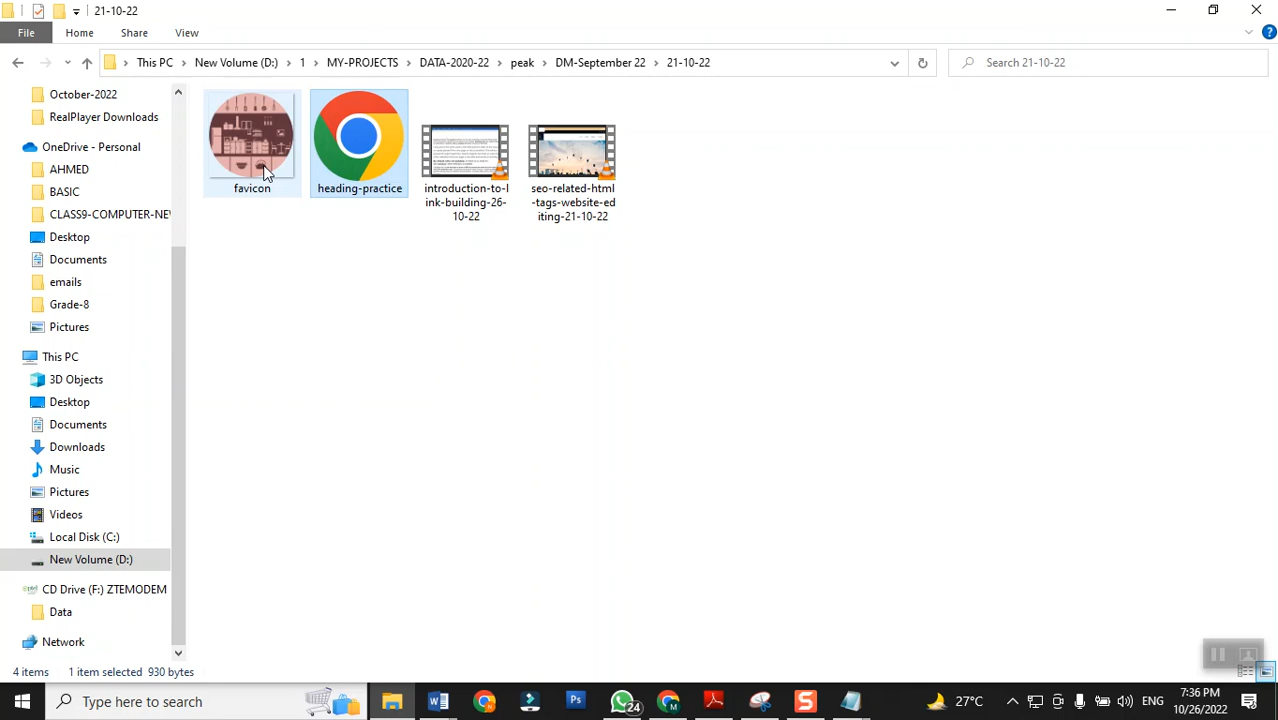 21-10-22
File Home Share View
This PC New Volume (D:) 1 MY-PROJECTS DATA-2020-22 peak DM-September 22 21-10-22
Search 21-10-22
October-2022
RealPlayer Downloads
OneDrive - Personal
AHMED
BASIC
CLASS9-COMPUTER-NE
Desktop
Documents
emails
Grade-8
Pictures
This PC
3D Objects
Desktop
Documents
Downloads
Music
Pictures
Videos
Local Disk (C:)
New Volume (D:)
CD Drive (F:) ZTEMODEM
Data
Network
favicon
heading-practice
introduction-to-l
ink-building-26-
10-22
seo-related-html
-tags-website-ed
iting-21-10-22
4 items 1 item selected 930 bytes
Type here to search
24
27°C
ENG
7:36 PM
10/26/2022